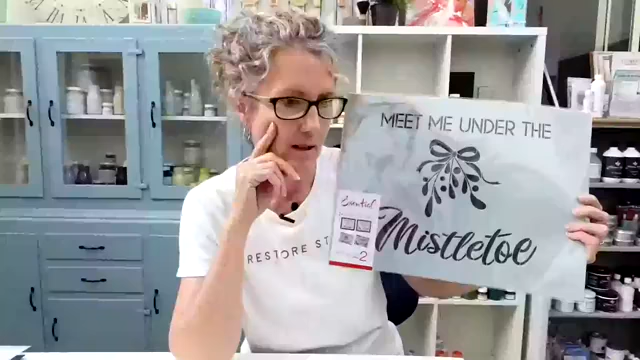 MEET ME UNDER THE
Mistletoe
Essential
2
RESTORE ST